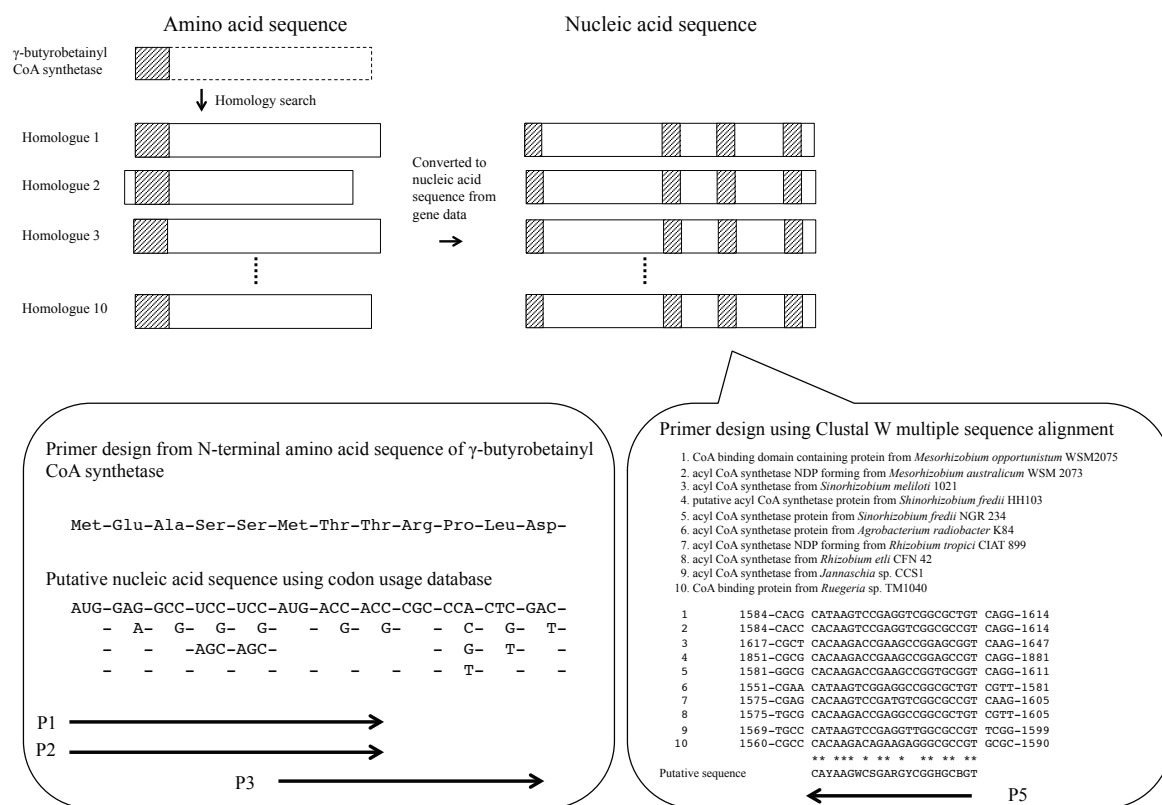 Amino acid sequence
Nucleic acid sequence
γ-butyrobetainyl
CoA synthetase
Homology search
Homologue 1
Homologue 2
Homologue 3
Homologue 10
Converted to
nucleic acid
sequence from
gene data
Primer design from N-terminal amino acid sequence of γ-butyrobetainyl
CoA synthetase
Met-Glu-Ala-Ser-Ser-Met-Thr-Thr-Arg-Pro-Leu-Asp-
Putative nucleic acid sequence using codon usage database
AUG-GAG-GCC-UCC-UCC-AUG-ACC-ACC-CGC-CCA-CTC-GAC-
- A- G- G- G- - G- G- - C- G- T-
- - -AGC-AGC- - G- T-
- - - - - - - - - T-
P1
P2
P3
Primer design using Clustal W multiple sequence alignment
1. CoA binding domain containing protein from Mesorhizobium opportunistum WSM2075
2. acyl CoA synthetase NDP forming from Mesorhizobium australicum WSM 2073
3. acyl CoA synthetase from Sinorhizobium meliloti 1021
4. putative acyl CoA synthetase protein from Shinorhizobium fredii HH103
5. acyl CoA synthetase protein from Sinorhizobium fredii NGR 234
6. acyl CoA synthetase protein from Agrobacterium radiobacter K84
7. acyl CoA synthetase NDP forming from Rhizobium tropici CIAT 899
8. acyl CoA synthetase from Rhizobium etli CFN 42
9. acyl CoA synthetase from Jannaschia sp. CCS1
10. CoA binding protein from Ruegeria sp. TM1040
1 1584-CACG CATAAGTCCGAGGTCGGCGCTGT CAGG-1614
2 1584-CACC CACAAGTCCGAGGTCGGCGCCGT CAGG-1614
3 1617-CGCT CACAAGACCGAAGCCGGAGCGGT CAAG-1647
4 1851-CGCG CACAAGACCGAAGCCGGAGCCGT CAGG-1881
5 1581-GGCG CACAAGACCGAAGCCGGTGCGGT CAGG-1611
6 1551-CGAA CATAAGTCGGAGGCCGGCGCTGT CGTT-1581
7 1575-CGAG CACAAGTCCGATGTCGGCGCCGT CAAG-1605
8 1575-TGCG CACAAGACCGAGGCCGGCGCTGT CGTT-1605
9 1569-TGCC CATAAGTCCGAGGTTGGCGCCGT TCGG-1599
10 1560-CGCC CACAAGACAGAAGAGGGCGCCGT GCGC-1590
** *** ** * * ** ** **
Putative sequence CAYAAGWCSGARGYCGGHGCBGT
P5